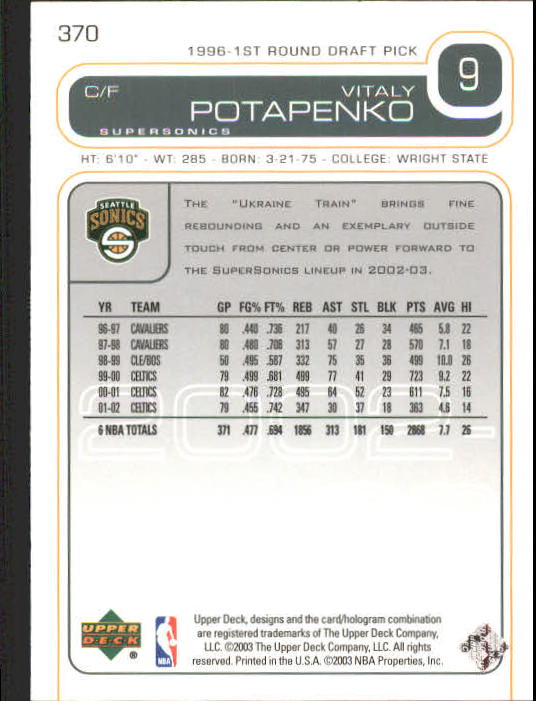 370
1996-1ST ROUND DRAFT PICK
9
C/F
VITALY
POTAPENKO
SUPERSONICS
HT: 6'10" - WT: 285 - BORN: 3-21-75 - COLLEGE: WRIGHT STATE
SEATTLE
SONICS
THE "UKRAINE TRAIN" BRINGS FINE
REBOUNDING AND AN EXEMPLARY OUTSIDE
TOUCH FROM CENTER OR POWER FORWARD TO
THE SUPERSONICS LINEUP IN 2002-03.
YR TEAM GP FG% FT% REB AST STL BLK PTS AVG HI
96-97 CAVALIERS 80 .440 .736 217 40 26 34 465 5.8 22
97-98 CAVALIERS 80 .480 .708 313 57 27 28 570 7.1 18
98-99 CLE/BOS 50 .495 .587 332 75 35 36 499 10.0 26
99-00 CELTICS 79 .499 .681 499 77 41 29 723 9.2 22
00-01 CELTICS 82 .476 .728 495 64 52 23 611 7.5 16
01-02 CELTICS 79 .455 .742 347 30 37 18 363 4.6 14
6 NBA TOTALS 371 .477 .694 1856 313 181 150 2868 7.7 26
2002-
UPPER
DECK
®
NBA
Upper Deck, designs and the card/hologram combination
are registered trademarks of The Upper Deck Company,
LLC. ©2003 The Upper Deck Company, LLC. All rights
reserved. Printed in the U.S.A. ©2003 NBA Properties, Inc.